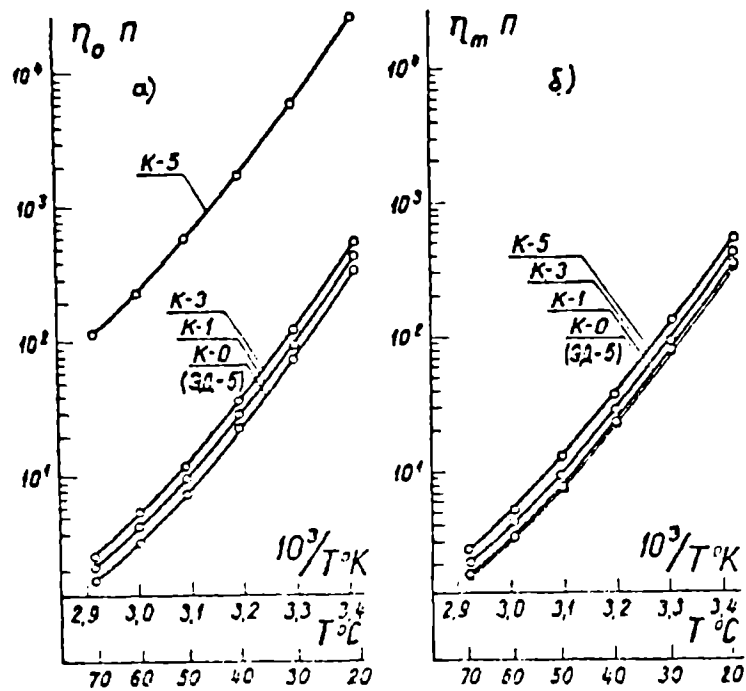 η₀ П
а)
10⁴
10³
10²
10¹
К-5
К-3
К-1
К-0
(ЭД-5)
10³/T°K
2,9 3,0 3,1 3,2 3,3 3,4
T°C
70 60 50 40 30 20
ηₘ П
б)
10⁴
10³
10²
10¹
К-5
К-3
К-1
К-0
(ЭД-5)
10³/T°K
2,9 3,0 3,1 3,2 3,3 3,4
T°C
70 60 50 40 30 20